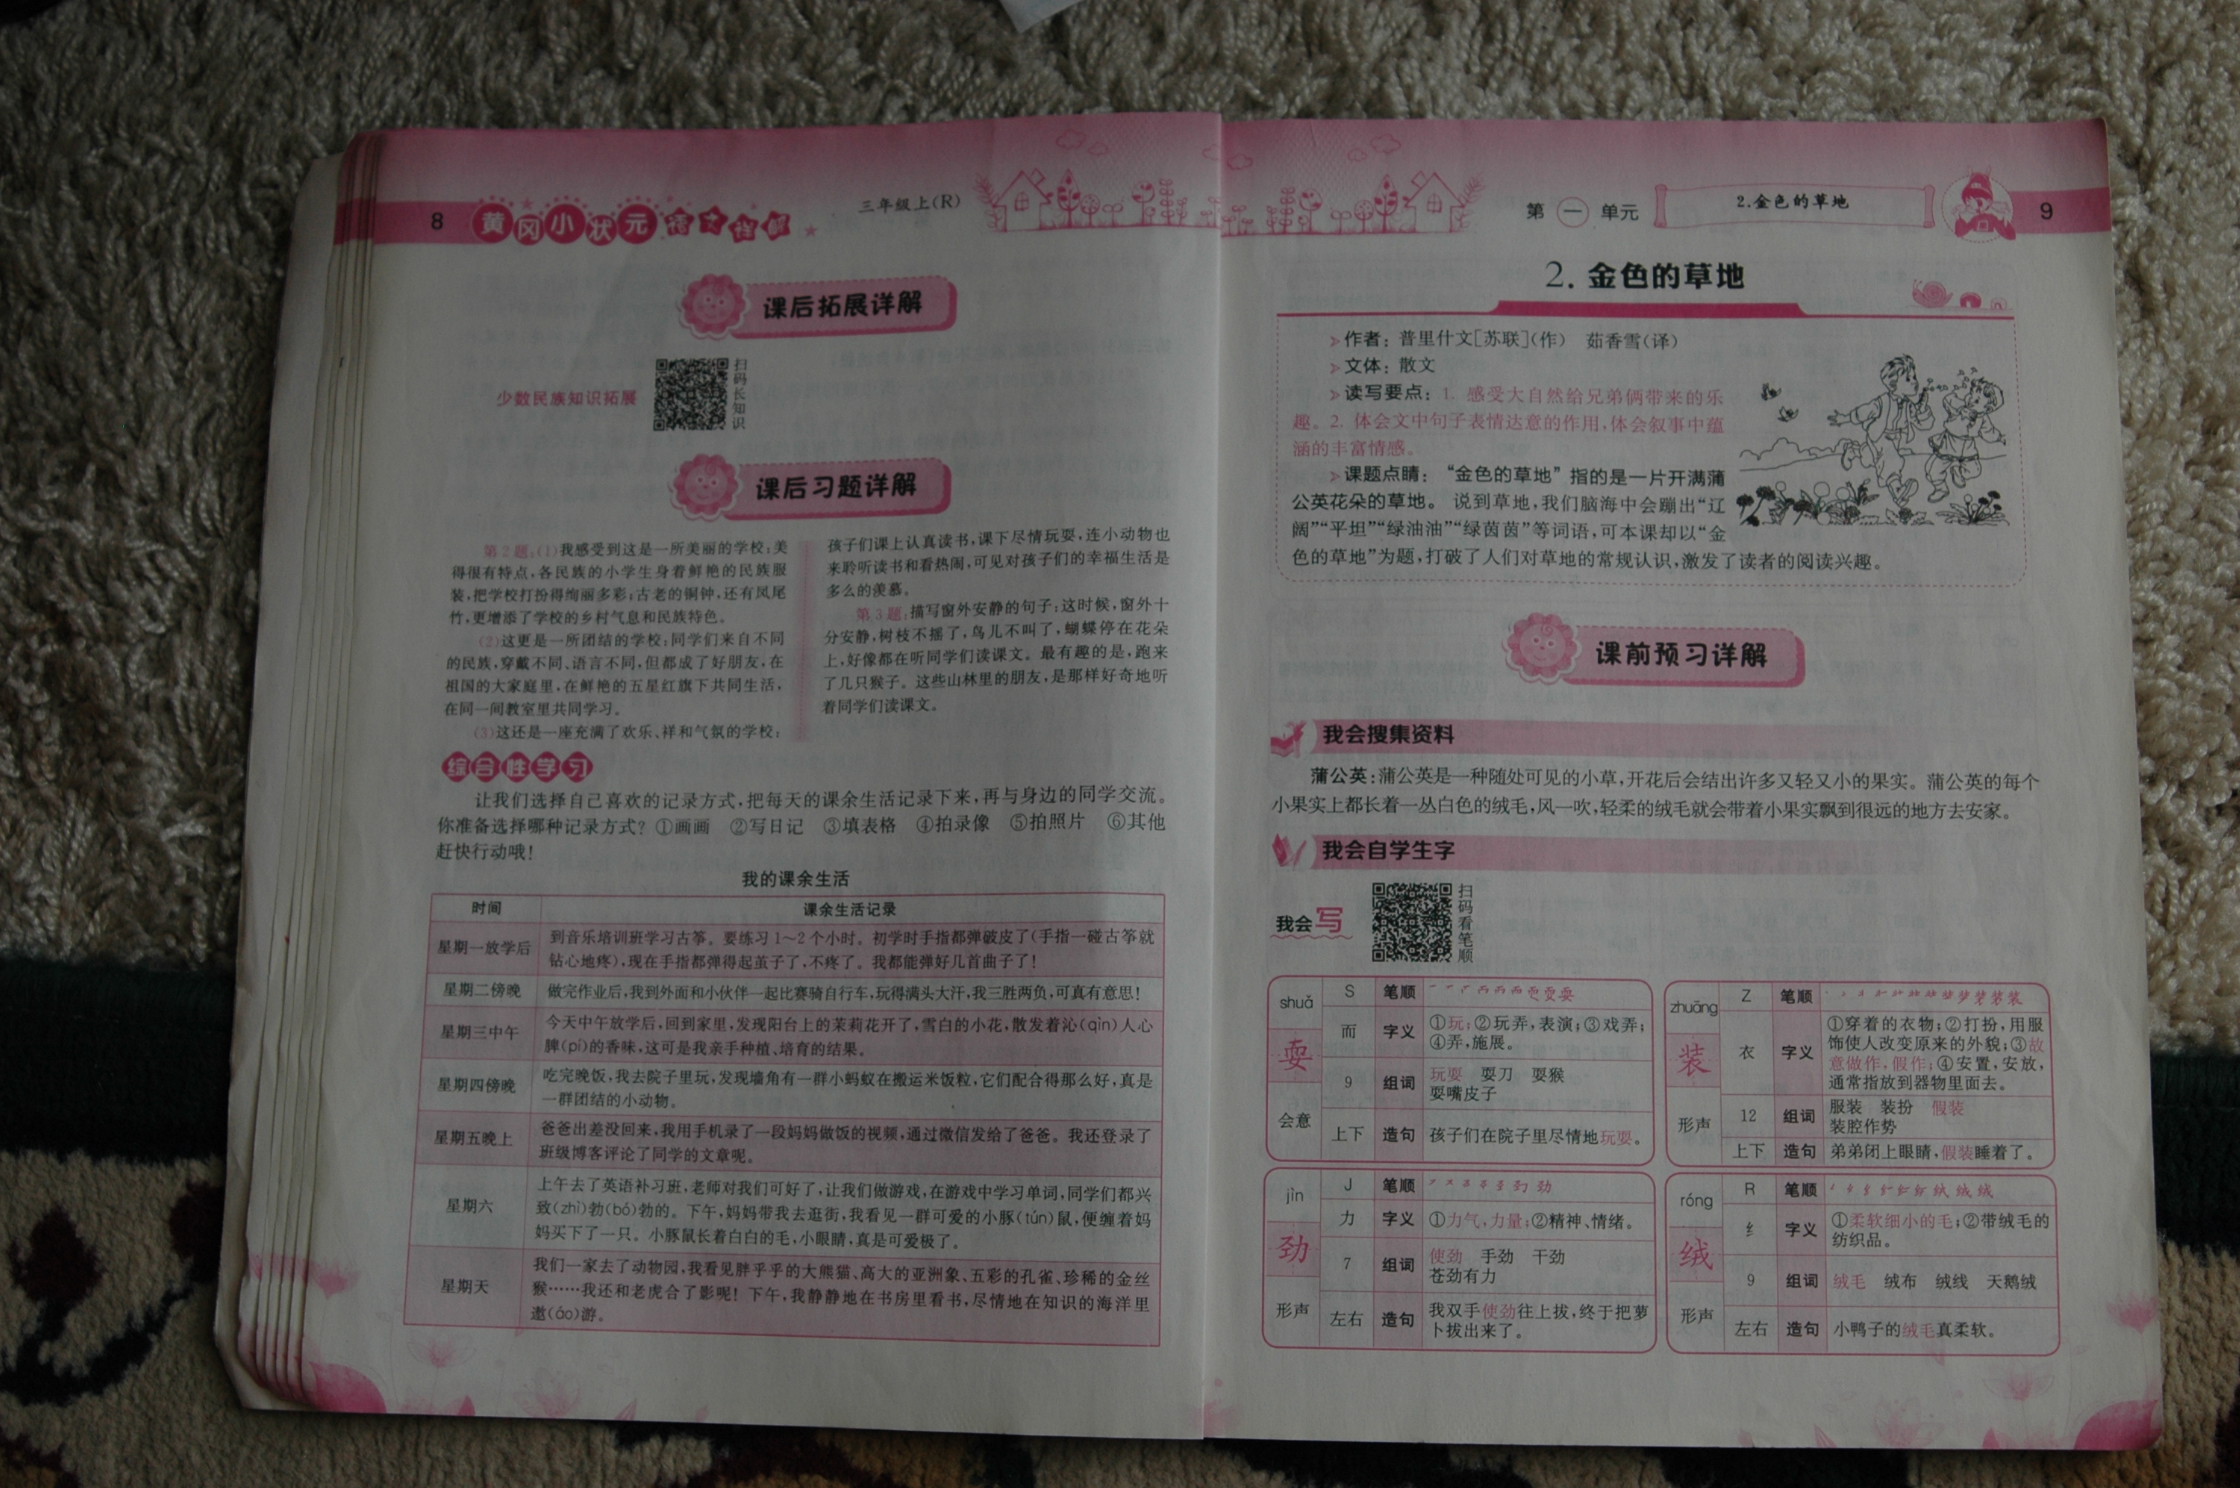 8
黄冈小状元
三年级上(R)
课后拓展详解
少数民族知识拓展
扫码长知识
课后习题详解
第2题:(1)我感受到这是一所美丽的学校:美
得很有特点,各民族的小学生身着鲜艳的民族服
装,把学校打扮得绚丽多彩;古老的铜钟,还有凤尾
竹,更增添了学校的乡村气息和民族特色。
(2)这更是一所团结的学校:同学们来自不同
的民族,穿戴不同、语言不同,但都成了好朋友,在
祖国的大家庭里,在鲜艳的五星红旗下共同生活,
在同一间教室里共同学习。
(3)这还是一座充满了欢乐、祥和气氛的学校:
孩子们课上认真读书,课下尽情玩耍,连小动物也
来聆听读书和看热闹,可见对孩子们的幸福生活是
多么的羡慕。
第3题:描写窗外安静的句子:这时候,窗外十
分安静,树枝不摇了,鸟儿不叫了,蝴蝶停在花朵
上,好像都在听同学们读课文。最有趣的是,跑来
了几只猴子。这些山林里的朋友,是那样好奇地听
着同学们读课文。
综合性学习
让我们选择自己喜欢的记录方式,把每天的课余生活记录下来,再与身边的同学交流。
你准备选择哪种记录方式?①画画 ②写日记 ③填表格 ④拍录像 ⑤拍照片 ⑥其他
赶快行动哦!
我的课余生活
时间 课余生活记录
星期一放学后 到音乐培训班学习古筝。要练习1~2个小时。初学时手指都弹破皮了(手指一碰古筝就
钻心地疼),现在手指都弹得起茧子了,不疼了。我都能弹好几首曲子了!
星期二傍晚 做完作业后,我到外面和小伙伴一起比赛骑自行车,玩得满头大汗,我三胜两负,可真有意思!
星期三中午 今天中午放学后,回到家里,发现阳台上的茉莉花开了,雪白的小花,散发着沁(qìn)人心
脾(pí)的香味,这可是我亲手种植、培育的结果。
星期四傍晚 吃完晚饭,我去院子里玩,发现墙角有一群小蚂蚁在搬运米饭粒,它们配合得那么好,真是
一群团结的小动物。
星期五晚上 爸爸出差没回来,我用手机录了一段妈妈做饭的视频,通过微信发给了爸爸。我还登录了
班级博客评论了同学的文章呢。
星期六 上午去了英语补习班,老师对我们可好了,让我们做游戏,在游戏中学习单词,同学们都兴
致(zhì)勃(bó)勃的。下午,妈妈带我去逛街,我看见一群可爱的小豚(tún)鼠,便缠着妈
妈买下了一只。小豚鼠长着白白的毛,小眼睛,真是可爱极了。
星期天 我们一家去了动物园,我看见胖乎乎的大熊猫、高大的亚洲象、五彩的孔雀、珍稀的金丝
猴……我还和老虎合了影呢!下午,我静静地在书房里看书,尽情地在知识的海洋里
遨(áo)游。
第一单元
2.金色的草地
9
2. 金色的草地
作者:普里什文[苏联](作) 茹香雪(译)
文体:散文
读写要点:1. 感受大自然给兄弟俩带来的乐
趣。2. 体会文中句子表情达意的作用,体会叙事中蕴
涵的丰富情感。
课题点睛:“金色的草地”指的是一片开满蒲
公英花朵的草地。说到草地,我们脑海中会蹦出“辽
阔”“平坦”“绿油油”“绿茵茵”等词语,可本课却以“金
色的草地”为题,打破了人们对草地的常规认识,激发了读者的阅读兴趣。
课前预习详解
我会搜集资料
蒲公英:蒲公英是一种随处可见的小草,开花后会结出许多又轻又小的果实。蒲公英的每个
小果实上都长着一丛白色的绒毛,风一吹,轻柔的绒毛就会带着小果实飘到很远的地方去安家。
我会自学生字
我会写
扫码看笔顺
shuǎ S 笔顺
耍 而 字义 ①玩;②玩弄,表演;③戏弄;
④弄,施展。
9 组词 玩耍 耍刀 耍猴
耍嘴皮子
会意 上下 造句 孩子们在院子里尽情地玩耍。
zhuāng Z 笔顺
装 衣 字义 ①穿着的衣物;②打扮,用服
饰使人改变原来的外貌;③故
意做作,假作;④安置,安放,
通常指放到器物里面去。
12 组词 服装 装扮 假装
装腔作势
形声 上下 造句 弟弟闭上眼睛,假装睡着了。
jìn J 笔顺
劲 力 字义 ①力气,力量;②精神、情绪。
7 组词 使劲 手劲 干劲
苍劲有力
形声 左右 造句 我双手使劲往上拔,终于把萝
卜拔出来了。
róng R 笔顺
绒 纟 字义 ①柔软细小的毛;②带绒毛的
纺织品。
9 组词 绒毛 绒布 绒线 天鹅绒
形声 左右 造句 小鸭子的绒毛真柔软。